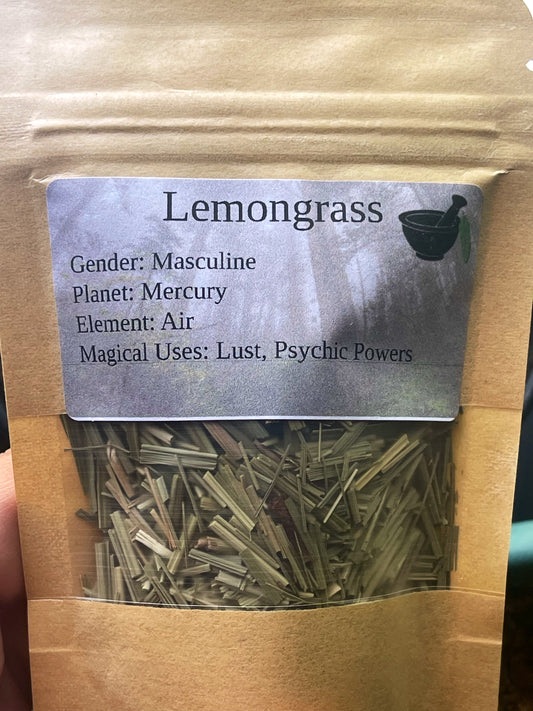 Lemongrass
Gender: Masculine
Planet: Mercury
Element: Air
Magical Uses: Lust, Psychic Powers